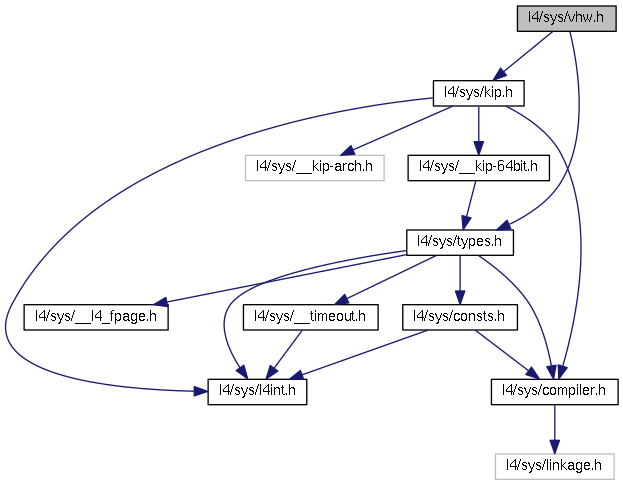 l4/sys/vhw.h
l4/sys/kip.h
l4/sys/__kip-arch.h
l4/sys/__kip-64bit.h
l4/sys/types.h
l4/sys/__l4_fpage.h
l4/sys/__timeout.h
l4/sys/consts.h
l4/sys/l4int.h
l4/sys/compiler.h
l4/sys/linkage.h